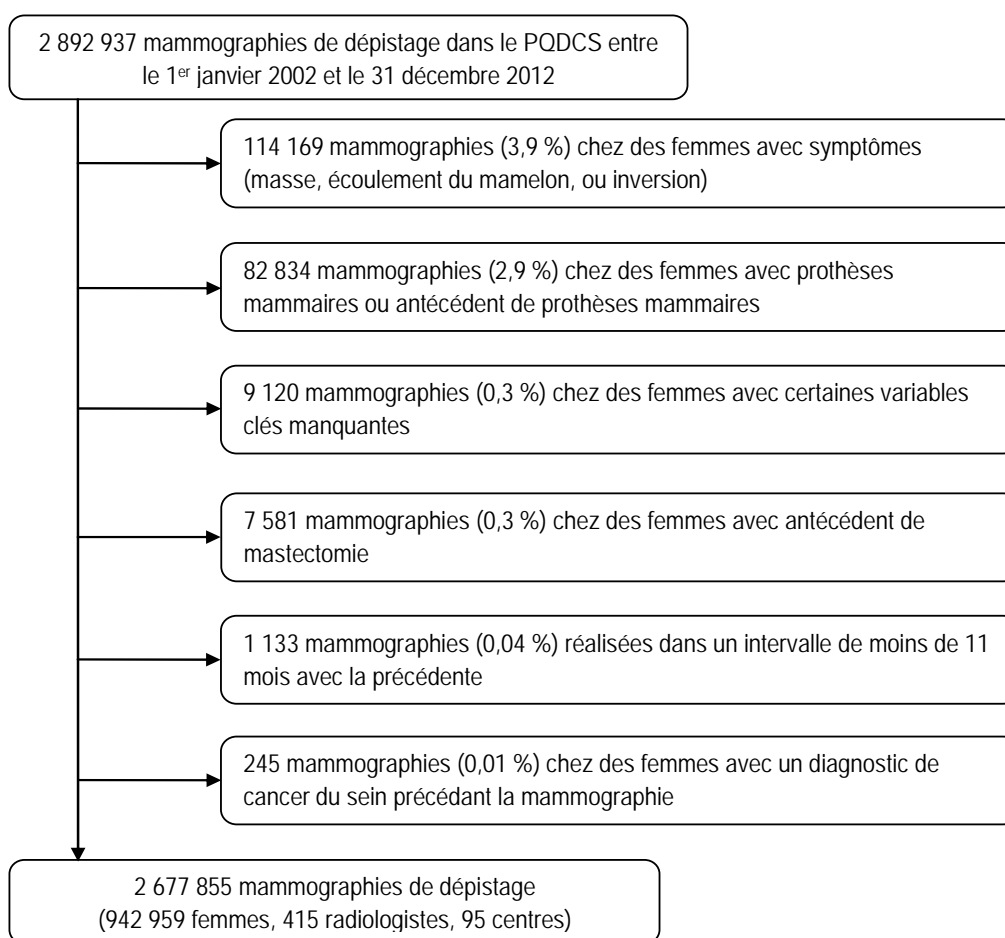 2 892 937 mammographies de dépistage dans le PQDCS entre
le 1er janvier 2002 et le 31 décembre 2012
114 169 mammographies (3,9 %) chez des femmes avec symptômes
(masse, écoulement du mamelon, ou inversion)
82 834 mammographies (2,9 %) chez des femmes avec prothèses
mammaires ou antécédent de prothèses mammaires
9 120 mammographies (0,3 %) chez des femmes avec certaines variables
clés manquantes
7 581 mammographies (0,3 %) chez des femmes avec antécédent de
mastectomie
1 133 mammographies (0,04 %) réalisées dans un intervalle de moins de 11
mois avec la précédente
245 mammographies (0,01 %) chez des femmes avec un diagnostic de
cancer du sein précédant la mammographie
2 677 855 mammographies de dépistage
(942 959 femmes, 415 radiologistes, 95 centres)